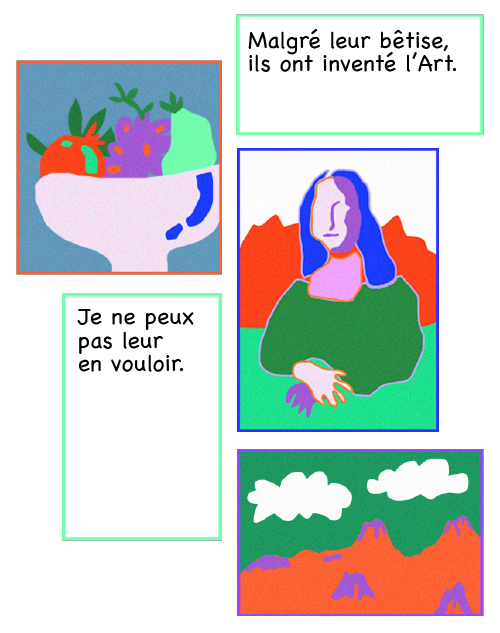 Malgré leur bêtise,
ils ont inventé l'Art.
Je ne peux
pas leur
en vouloir.